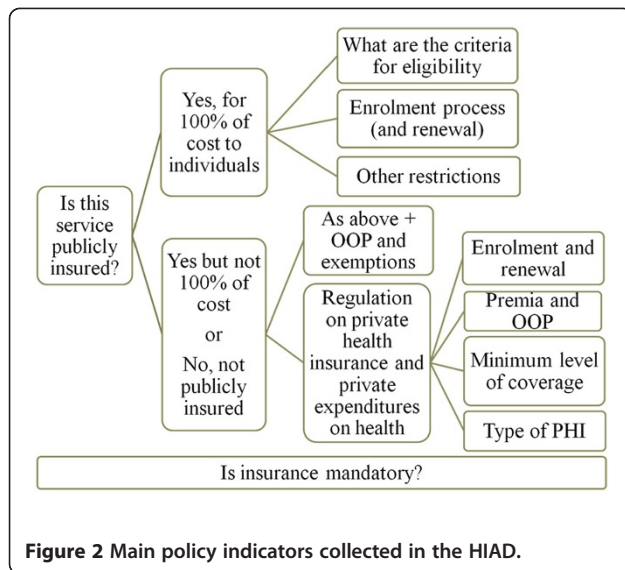 Is this
service
publicly
insured?
Yes, for
100% of
cost to
individuals
What are the criteria
for eligibility
Enrolment process
(and renewal)
Other restrictions
Yes but not
100% of
cost
or
No, not
publicly
insured
As above +
OOP and
exemptions
Regulation
on private
health
insurance and
private
expenditures
on health
Enrolment and
renewal
Premia and
OOP
Minimum level
of coverage
Type of PHI
Is insurance mandatory?
Figure 2 Main policy indicators collected in the HIAD.